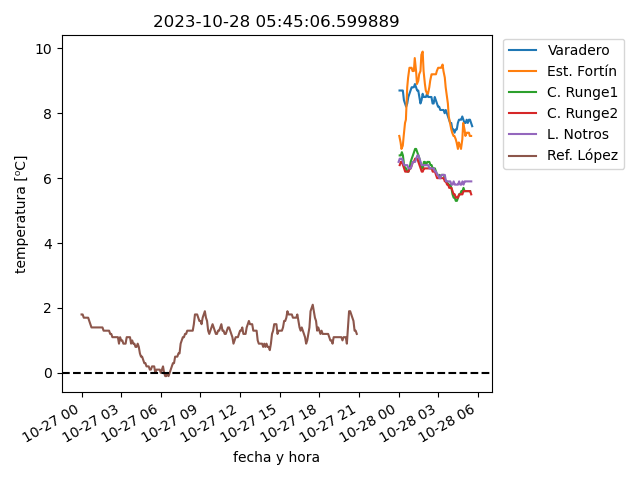 2023-10-28 05:45:06.599889
temperatura [ºC]
10
8
6
4
2
0
10-27 00
10-27 03
10-27 06
10-27 09
10-27 12
10-27 15
10-27 18
10-27 21
10-28 00
10-28 03
10-28 06
fecha y hora
Varadero
Est. Fortín
C. Runge1
C. Runge2
L. Notros
Ref. López